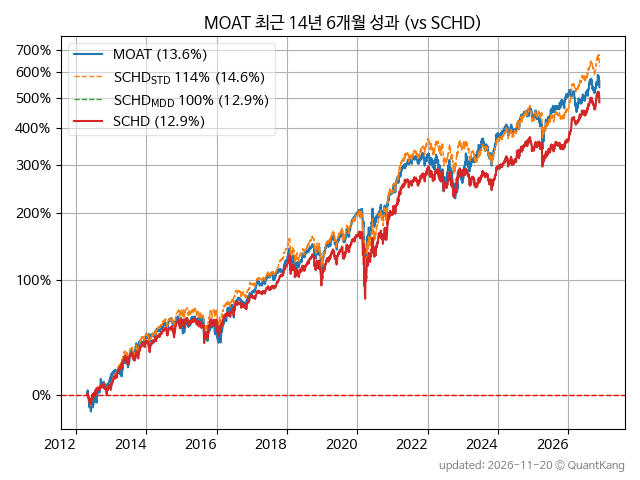 MOAT 최근 14년 6개월 성과 (vs SCHD)
MOAT (13.6%)
SCHD_STD 114% (14.6%)
SCHD_MDD 100% (12.9%)
SCHD (12.9%)
700%
600%
500%
400%
300%
200%
100%
0%
2012 2014 2016 2018 2020 2022 2024 2026
updated: 2026-11-20 © QuantKang